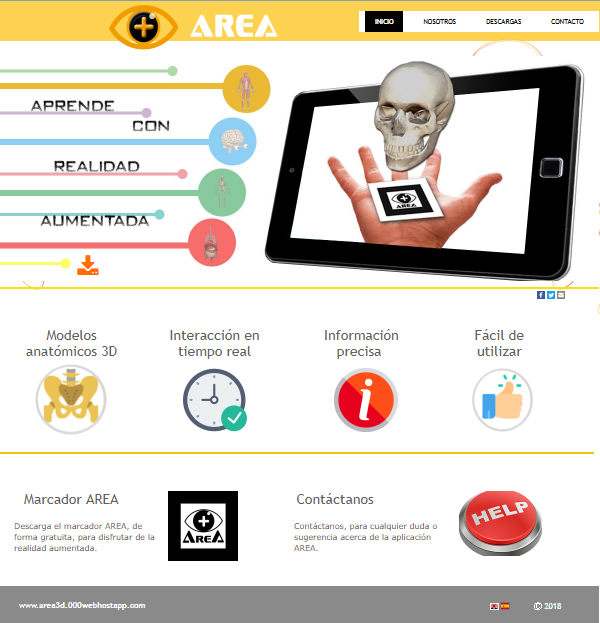 AREA
INICIO NOSOTROS DESCARGAS CONTACTO
APRENDE
CON
REALIDAD
AUMENTADA
AREA
Modelos
anatómicos 3D
Interacción en
tiempo real
Información
precisa
Fácil de
utilizar
Marcador AREA
Descarga el marcador AREA, de
forma gratuita, para disfrutar de la
realidad aumentada.
AREA
Contáctanos
Contáctanos, para cualquier duda o
sugerencia acerca de la aplicación
AREA.
HELP
www.area3d.000webhostapp.com
© 2018